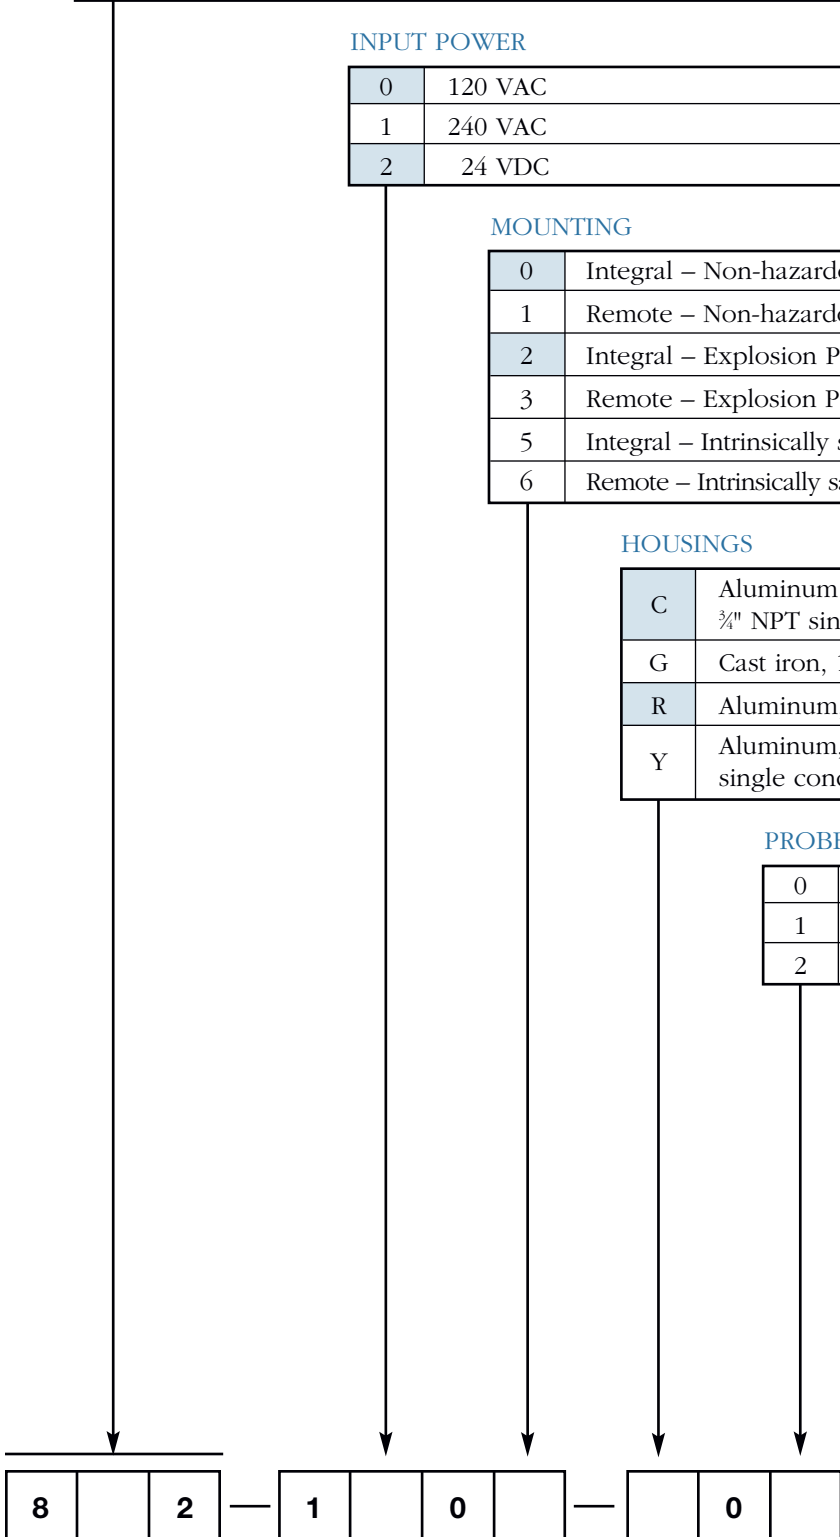 INPUT POWER
0 120 VAC
1 240 VAC
2 24 VDC
MOUNTING
0 Integral – Non-hazard
1 Remote – Non-hazard
2 Integral – Explosion P
3 Remote – Explosion P
5 Integral – Intrinsically
6 Remote – Intrinsically s
HOUSINGS
C Aluminum
¾" NPT sin
G Cast iron,
R Aluminum
Y Aluminum,
single con
PROB
0
1
2
8 2 — 1 0 — 0